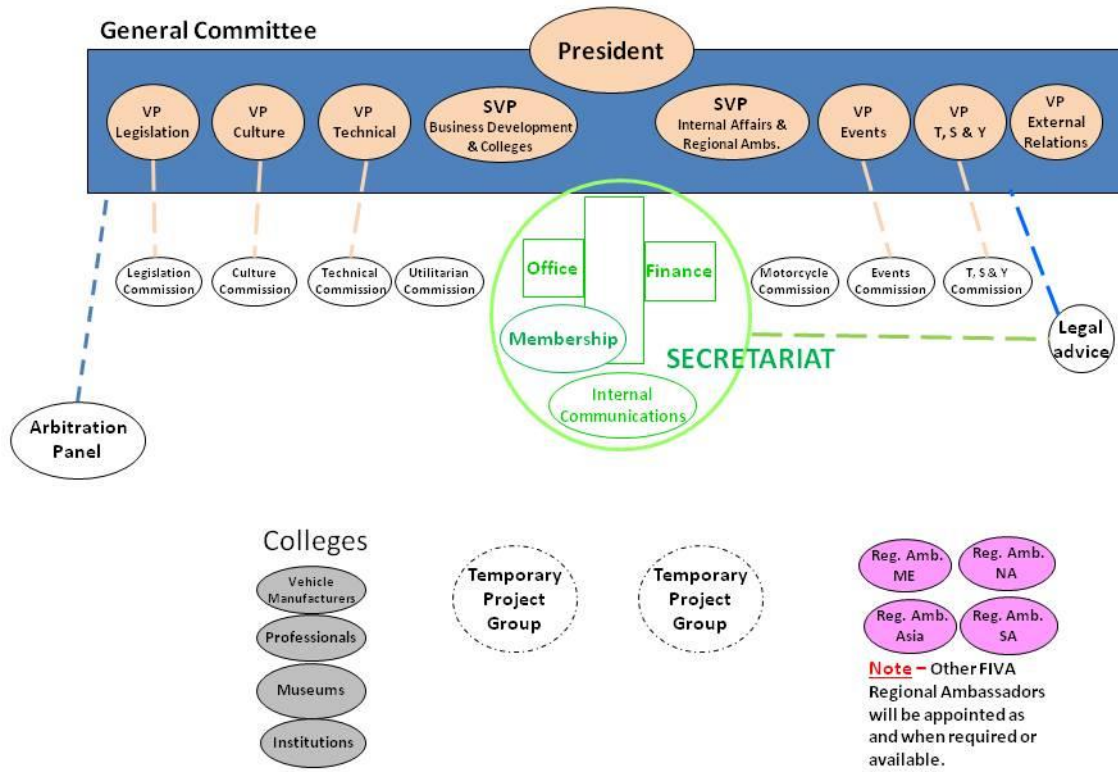 General Committee
President
VP
Legislation
VP
Culture
VP
Technical
SVP
Business Development
& Colleges
SVP
Internal Affairs &
Regional Ambs.
VP
Events
VP
T, S & Y
VP
External
Relations
Legislation
Commission
Culture
Commission
Technical
Commission
Utilitarian
Commission
Office
Finance
Membership
SECRETARIAT
Internal
Communications
Motorcycle
Commission
Events
Commission
T, S & Y
Commission
Legal
advice
Arbitration
Panel
Colleges
Vehicle
Manufacturers
Professionals
Museums
Institutions
Temporary
Project
Group
Temporary
Project
Group
Reg. Amb.
ME
Reg. Amb.
NA
Reg. Amb.
Asia
Reg. Amb.
SA
Note – Other FIVA
Regional Ambassadors
will be appointed as
and when required or
available.